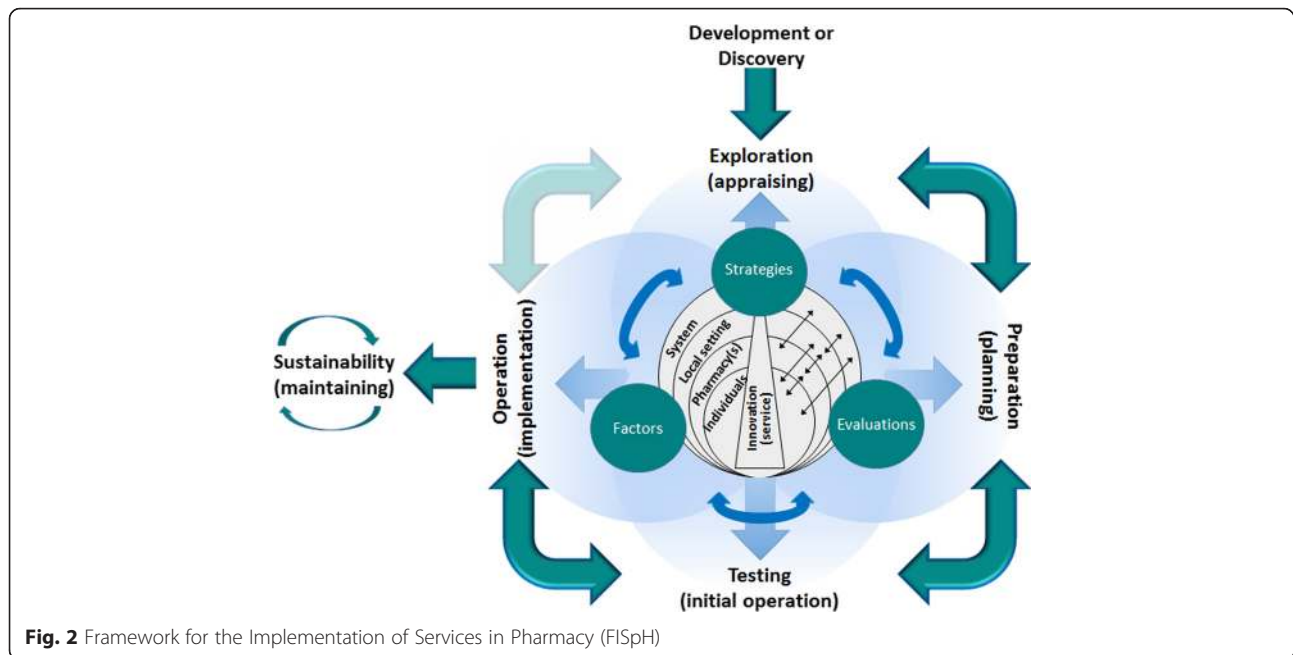 Development or
Discovery
Exploration
(appraising)
Strategies
System
Local setting
Pharmacy(s)
Individuals
Innovation
(service)
Factors
Evaluations
Preparation
(planning)
Operation
(implementation)
Sustainability
(maintaining)
Testing
(initial operation)
Fig. 2 Framework for the Implementation of Services in Pharmacy (FISpH)